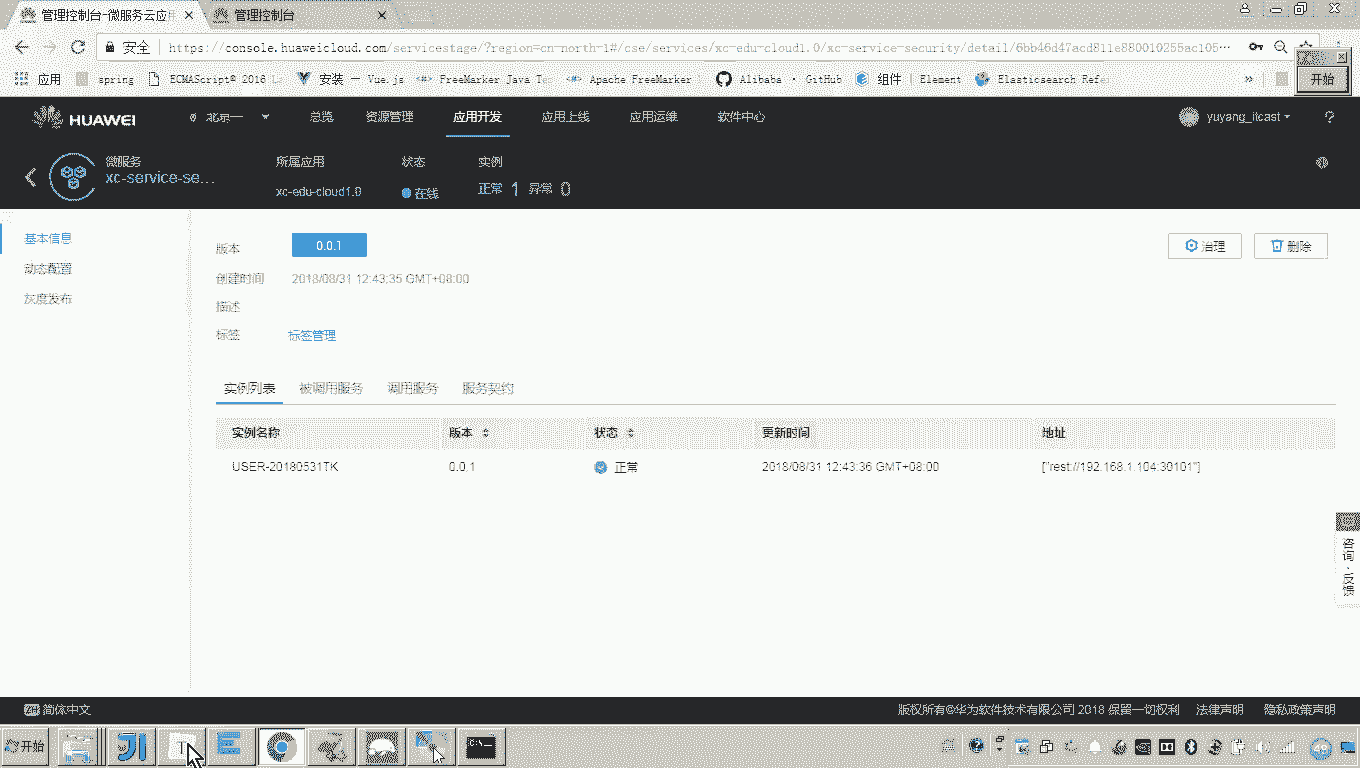 管理控制台-微服务云应用
管理控制台
安全 https://console.huaweicloud.com/servicestage/?region=cn-north-1#/cse/services/xc-edu-cloud1.0/xc-service-security/detail/6bb46d47acd811e880010255ac105…
应用 spring ECMAScript® 2016 L 安装 — Vue.js FreeMarker Java Te Apache FreeMarker Alibaba · GitHub 组件 | Element Elasticsearch Refe »
开始
HUAWEI 北京一 总览 资源管理 应用开发 应用上线 应用运维 软件中心 yuyang_itcast ?
微服务 所属应用 状态 实例
xc-service-se... xc-edu-cloud1.0 在线 正常 1 异常 0
基本信息
动态配置
灰度发布
版本 0.0.1 治理 删除
创建时间 2018/08/31 12:43:35 GMT+08:00
描述
标签 标签管理
实例列表 被调用服务 调用服务 服务契约
实例名称 版本 状态 更新时间 地址
USER-20180531TK 0.0.1 正常 2018/08/31 12:43:36 GMT+08:00 ["rest://192.168.1.104:30101"]
咨询·反馈
ZH 简体中文 版权所有©华为软件技术有限公司 2018 保留一切权利 法律声明 隐私政策声明
开始